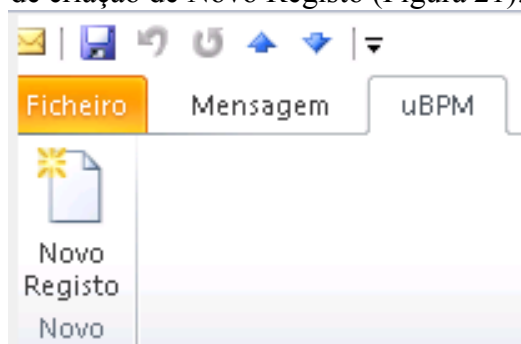 de criação de Novo Registo (Figura 21).
Ficheiro Mensagem uBPM
Novo
Registo
Novo